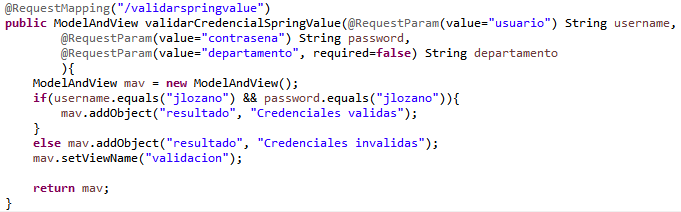 @RequestMapping("/validarspringvalue")
public ModelAndView validarCredencialSpringValue(@RequestParam(value="usuario") String username,
        @RequestParam(value="contrasena") String password,
        @RequestParam(value="departamento", required=false) String departamento
        ){
    ModelAndView mav = new ModelAndView();
    if(username.equals("jlozano") && password.equals("jlozano")){
        mav.addObject("resultado", "Credenciales validas");
    }
    else mav.addObject("resultado", "Credenciales invalidas");
    mav.setViewName("validacion");

    return mav;
}